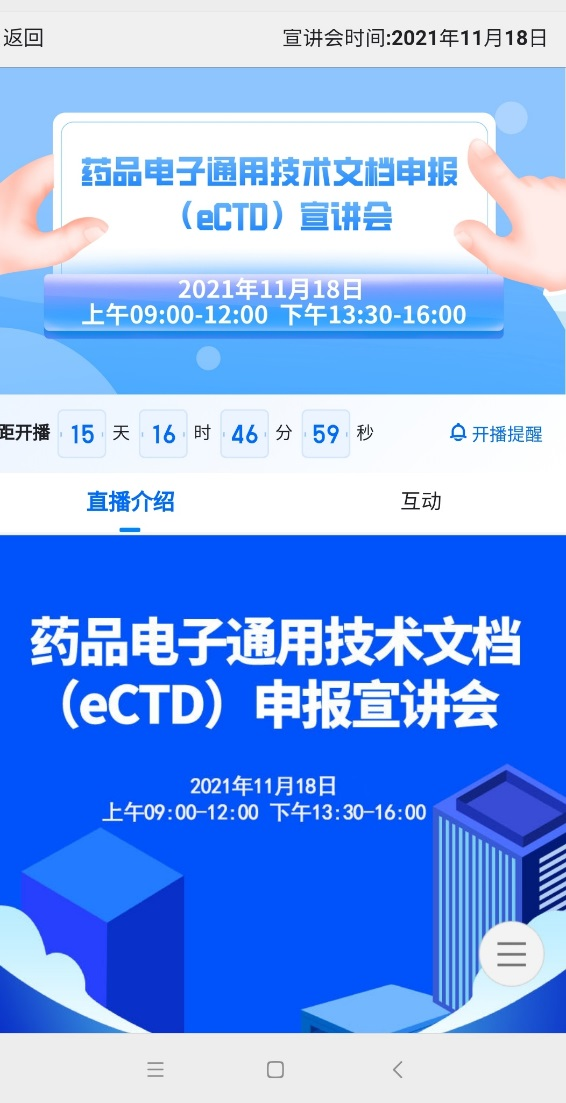 返回 宣讲会时间:2021年11月18日
药品电子通用技术文档申报
（eCTD）宣讲会
2021年11月18日
上午09:00-12:00 下午13:30-16:00
距开播 15 天 16 时 46 分 59 秒 开播提醒
直播介绍 互动
药品电子通用技术文档
（eCTD）申报宣讲会
2021年11月18日
上午09:00-12:00 下午13:30-16:00